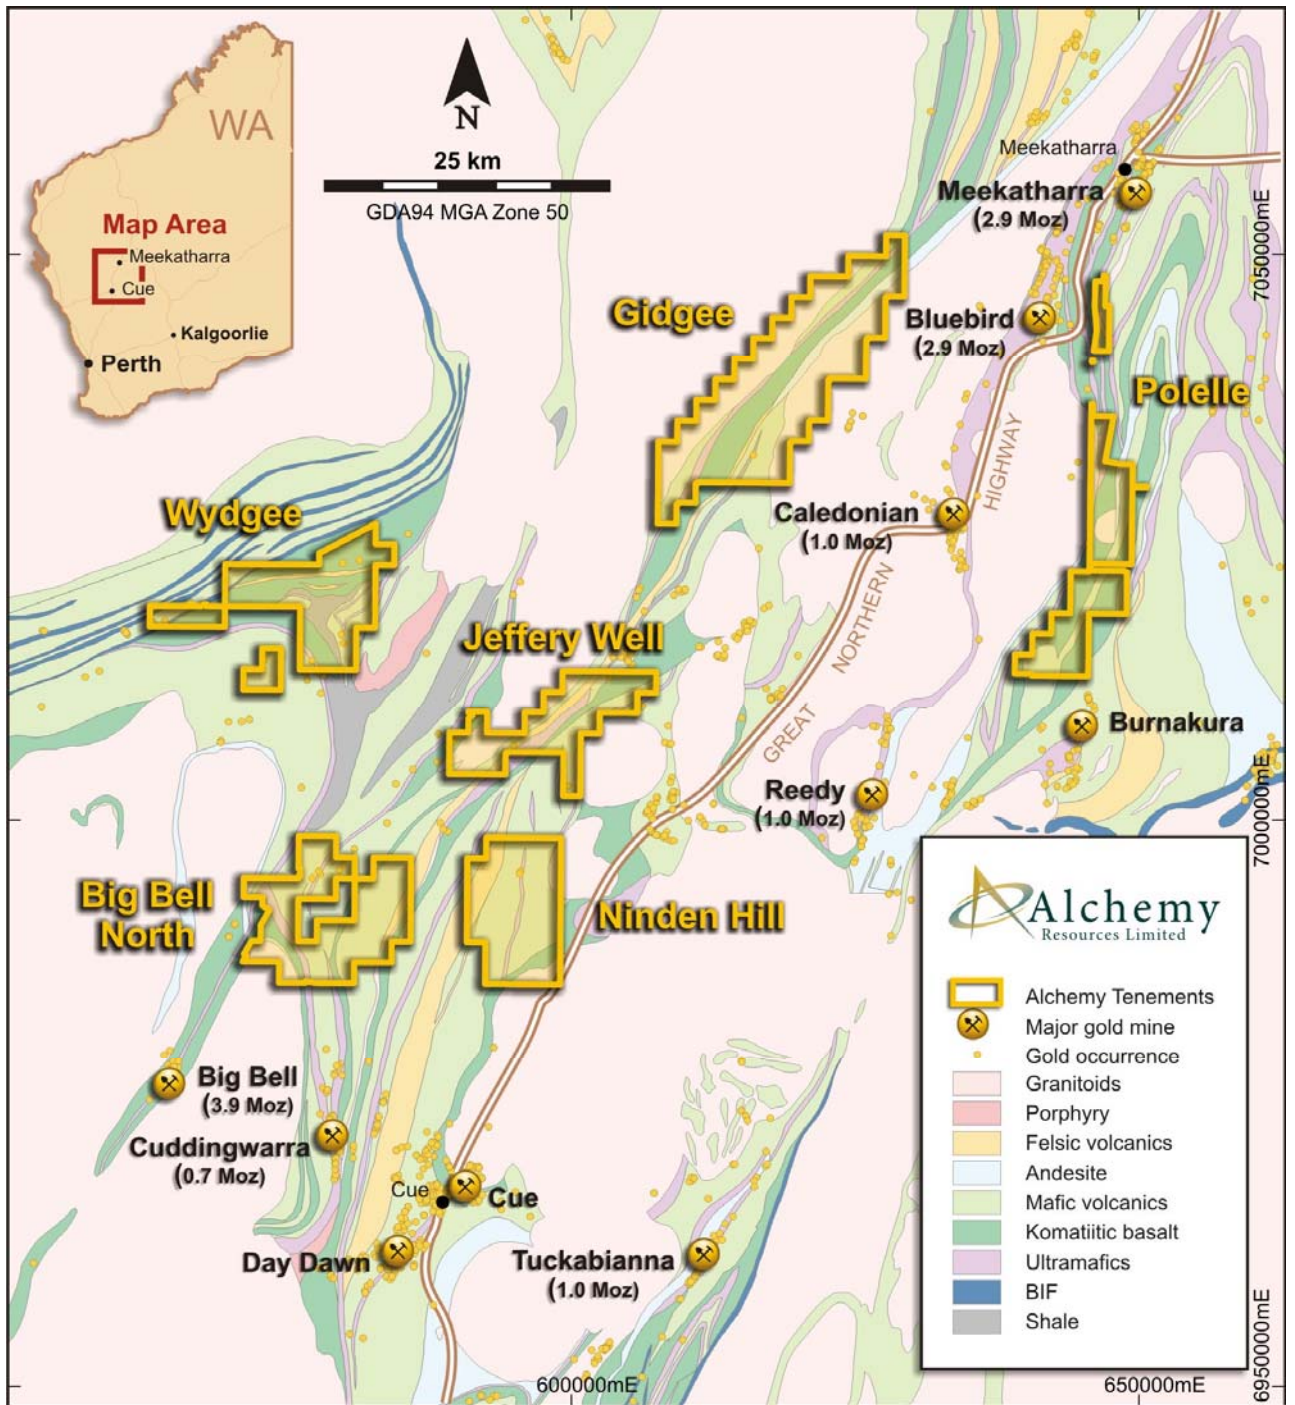 WA
Map Area
Meekatharra
Cue
Kalgoorlie
Perth
N
25 km
GDA94 MGA Zone 50
Meekatharra
Meekatharra
(2.9 Moz)
7050000mE
Gidgee
Bluebird
(2.9 Moz)
Polelle
HIGHWAY
Wydgee
Caledonian
(1.0 Moz)
NORTHERN
Jeffery Well
GREAT
Burnakura
Reedy
(1.0 Moz)
7000000mE
Big Bell
North
Ninden Hill
Big Bell
(3.9 Moz)
Cuddingwarra
(0.7 Moz)
Cue
Cue
Day Dawn
Tuckabianna
(1.0 Moz)
Alchemy
Resources Limited
Alchemy Tenements
Major gold mine
Gold occurrence
Granitoids
Porphyry
Felsic volcanics
Andesite
Mafic volcanics
Komatiitic basalt
Ultramafics
BIF
Shale
6950000mE
600000mE
650000mE